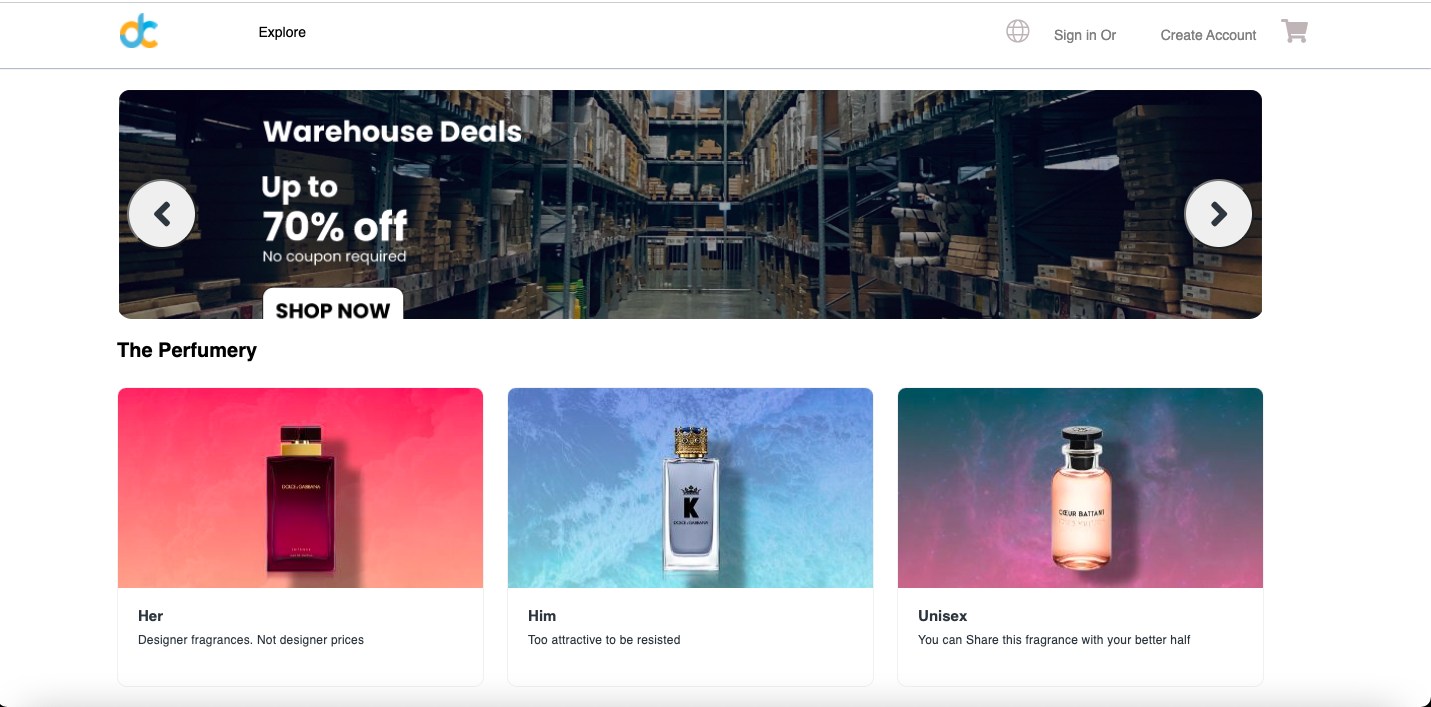 dc
Explore
Sign in Or
Create Account
Warehouse Deals
Up to
70% off
No coupon required
SHOP NOW
The Perfumery
DOLCE & GABBANA
INTENSE
K
DOLCE & GABBANA
CŒUR BATTANT
Her
Designer fragrances. Not designer prices
Him
Too attractive to be resisted
Unisex
You can Share this fragrance with your better half